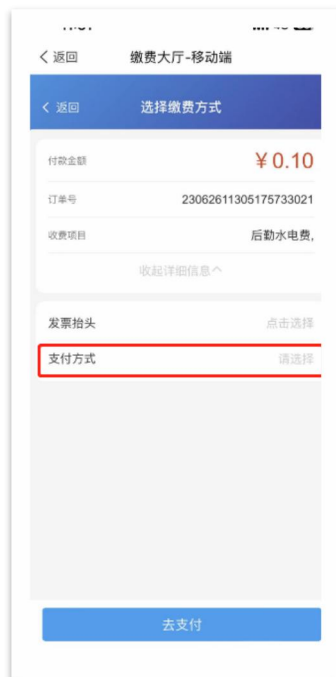 返回 缴费大厅-移动端
返回 选择缴费方式
付款金额 ￥0.10
订单号 23062611305175733021
收费项目 后勤水电费,
收起详细信息
发票抬头 点击选择
支付方式 请选择
去支付